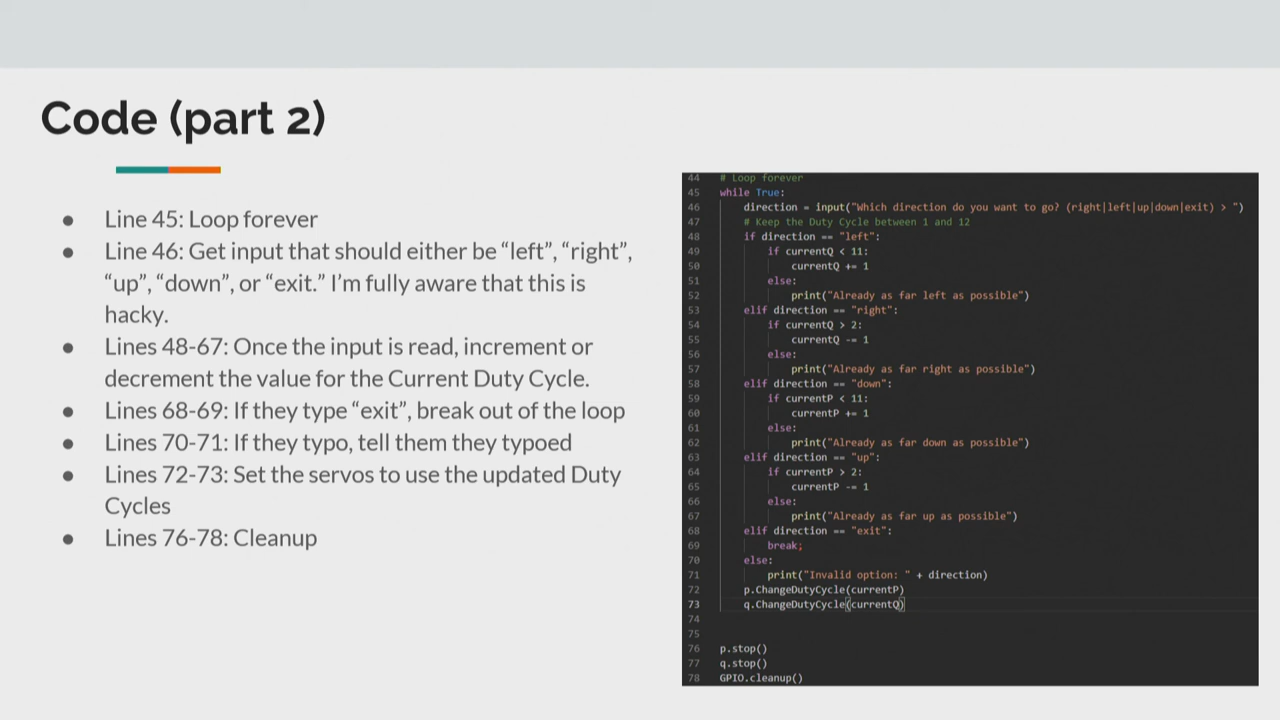 Code (part 2)
● Line 45: Loop forever
● Line 46: Get input that should either be “left”, “right”,
“up”, “down”, or “exit.” I’m fully aware that this is
hacky.
● Lines 48-67: Once the input is read, increment or
decrement the value for the Current Duty Cycle.
● Lines 68-69: If they type “exit”, break out of the loop
● Lines 70-71: If they typo, tell them they typoed
● Lines 72-73: Set the servos to use the updated Duty
Cycles
● Lines 76-78: Cleanup
44 # Loop forever
45 while True:
46     direction = input("Which direction do you want to go? (right|left|up|down|exit) > ")
47     # Keep the Duty Cycle between 1 and 12
48     if direction == "left":
49         if currentQ < 11:
50             currentQ += 1
51         else:
52             print("Already as far left as possible")
53     elif direction == "right":
54         if currentQ > 2:
55             currentQ -= 1
56         else:
57             print("Already as far right as possible")
58     elif direction == "down":
59         if currentP < 11:
60             currentP += 1
61         else:
62             print("Already as far down as possible")
63     elif direction == "up":
64         if currentP > 2:
65             currentP -= 1
66         else:
67             print("Already as far up as possible")
68     elif direction == "exit":
69         break;
70     else:
71         print("Invalid option: " + direction)
72     p.ChangeDutyCycle(currentP)
73     q.ChangeDutyCycle(currentQ)
74
75
76 p.stop()
77 q.stop()
78 GPIO.cleanup()